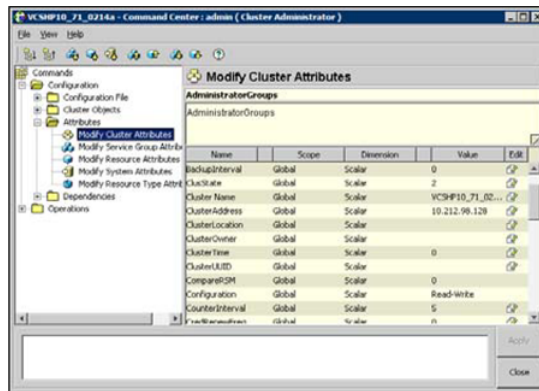 VCSHP10_71_0214a - Command Center : admin ( Cluster Administrator )
File View Help
Commands
Configuration
Configuration File
Cluster Objects
Attributes
Modify Cluster Attributes
Modify Service Group Attrib
Modify Resource Attributes
Modify System Attributes
Modify Resource Type Attrib
Dependencies
Operations
Modify Cluster Attributes
AdministratorGroups
AdministratorGroups
Name Scope Dimension Value Edit
BackupInterval Global Scalar 0
ClusState Global Scalar 2
Cluster Name Global Scalar VCSHP10_71_02...
ClusterAddress Global Scalar 10.212.98.128
ClusterLocation Global Scalar
ClusterOwner Global Scalar
ClusterTime Global Scalar 0
ClusterUUID Global Scalar
CompareRSM Global Scalar 0
Configuration Global Scalar Read-Write
CounterInterval Global Scalar 5
CredRenewFreq Global Scalar 0
Apply
Close